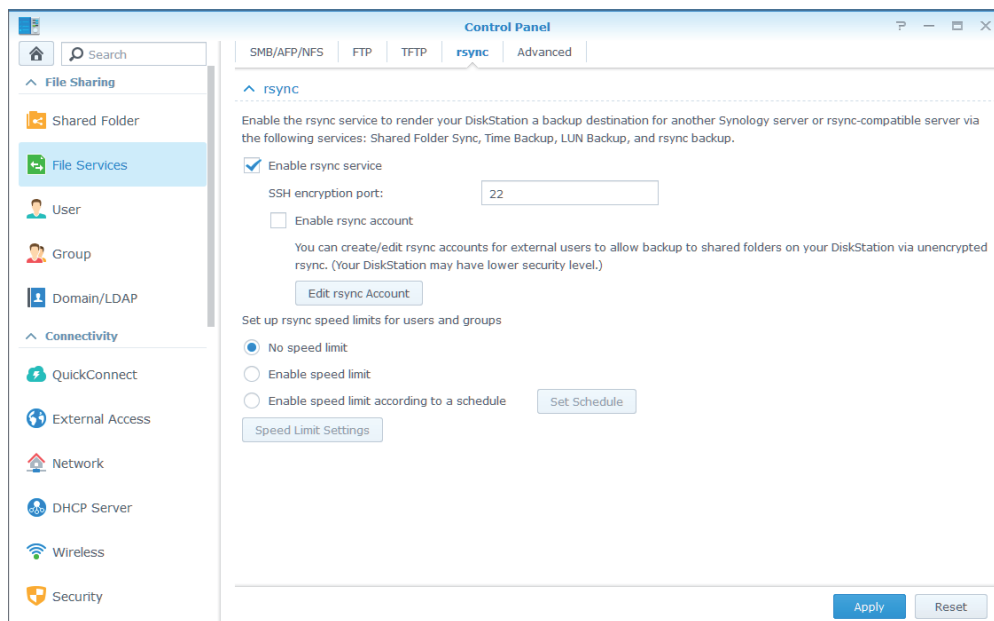 Control Panel
Search
File Sharing
Shared Folder
File Services
User
Group
Domain/LDAP
Connectivity
QuickConnect
External Access
Network
DHCP Server
Wireless
Security
SMB/AFP/NFS FTP TFTP rsync Advanced
rsync
Enable the rsync service to render your DiskStation a backup destination for another Synology server or rsync-compatible server via
the following services: Shared Folder Sync, Time Backup, LUN Backup, and rsync backup.
Enable rsync service
SSH encryption port: 22
Enable rsync account
You can create/edit rsync accounts for external users to allow backup to shared folders on your DiskStation via unencrypted
rsync. (Your DiskStation may have lower security level.)
Edit rsync Account
Set up rsync speed limits for users and groups
No speed limit
Enable speed limit
Enable speed limit according to a schedule Set Schedule
Speed Limit Settings
Apply Reset